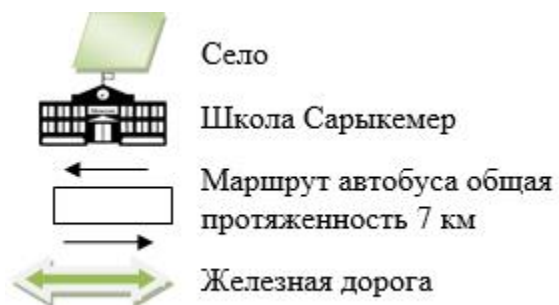 Село
Школа Сарыкемер
Маршрут автобуса общая
протяженность 7 км
Железная дорога